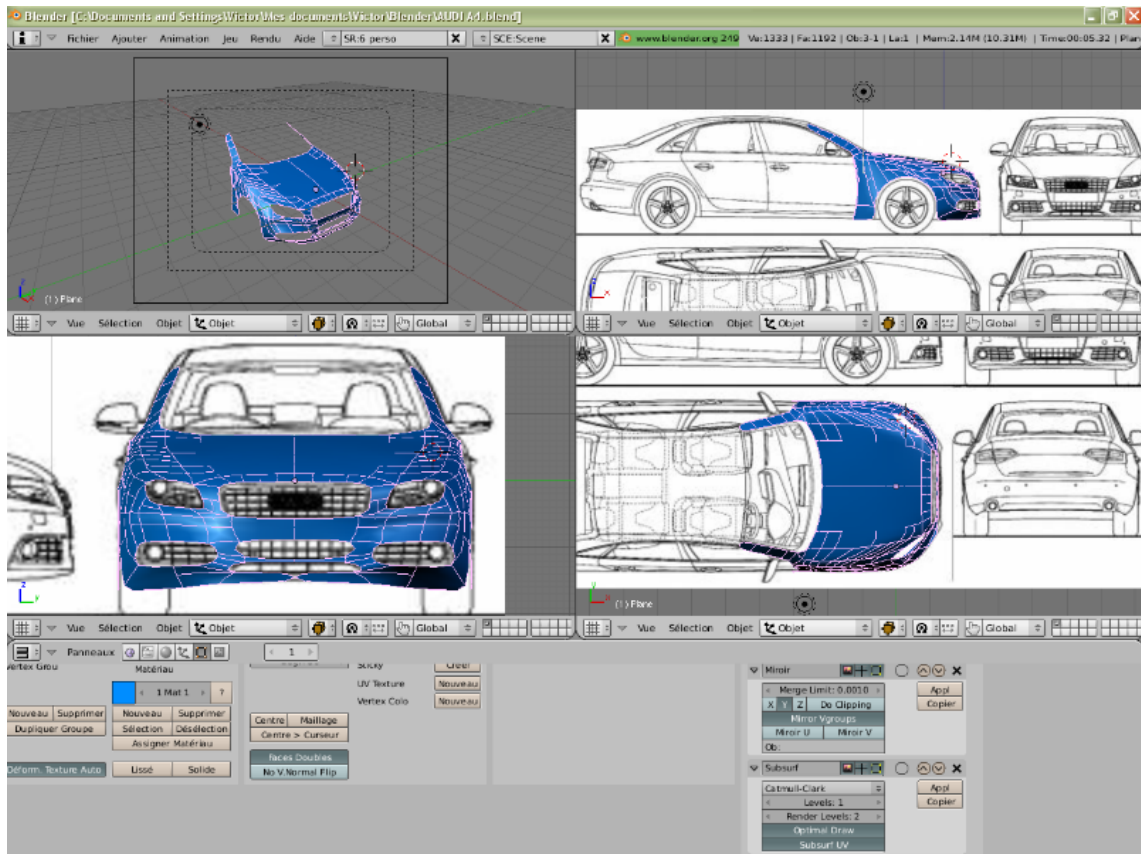 Blender [C:\Documents and Settings\Victor\Mes documents\Victor\Blender\AUDI A4.blend]
Fichier Ajouter Animation Jeu Rendu Aide SR:6 perso X SCE:Scene X www.blender.org 249 Ve:1333 | Fa:1192 | Ob:3-1 | La:1 | Mem:2.14M (10.31M) | Time:00:05.32 | Plan
(1) Plane
Vue Sélection Objet Objet Global
Vue Sélection Objet Objet Global
(1) Plane
Vue Sélection Objet Objet Global
Vue Sélection Objet Objet Global
Panneaux 1
Vertex Grou
Matériau
1 Mat 1 ?
Nouveau Supprimer
Nouveau Supprimer
Dupliquer Groupe
Sélection Désélection
Assigner Matériau
Déform. Texture Auto
Lissé Solide
Sticky Créer
UV Texture Nouveau
Vertex Colo Nouveau
Centre Maillage
Centre > Curseur
Faces Doubles
No V.Normal Flip
Miroir
Merge Limit: 0.0010
Appl
X Y Z Do Clipping
Copier
Mirror Vgroups
Miroir U Miroir V
Ob:
Subsurf
Catmull-Clark
Appl
Levels: 1
Copier
Render Levels: 2
Optimal Draw
Subsurf UV